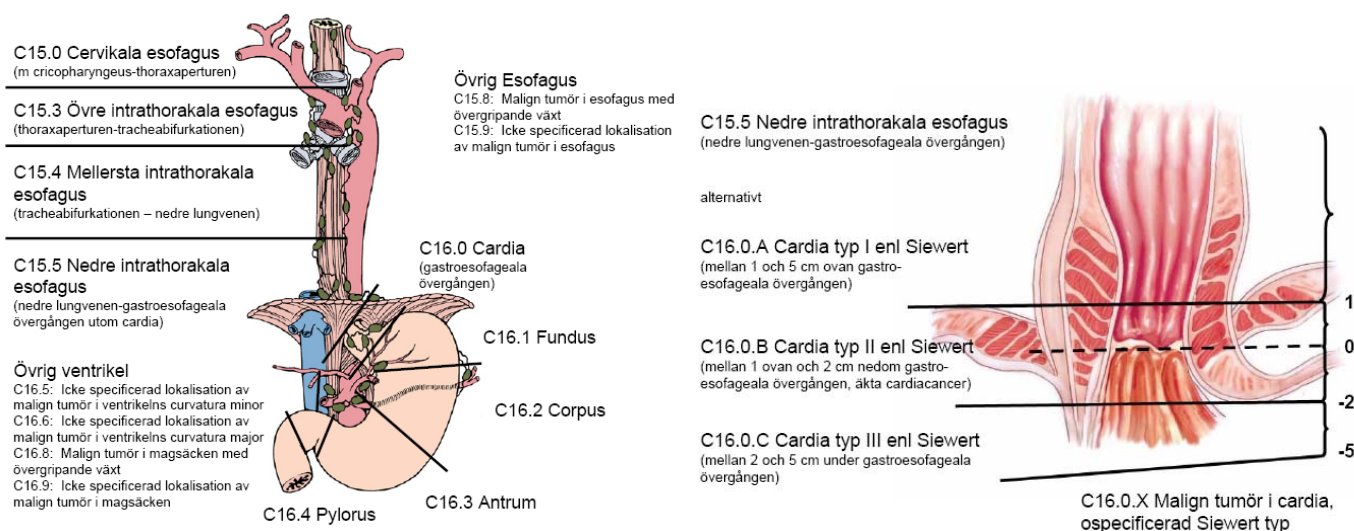 C15.0 Cervikala esofagus
(m cricopharyngeus-thoraxaperturen)
C15.3 Övre intrathorakala esofagus
(thoraxaperturen-tracheabifurkationen)
C15.4 Mellersta intrathorakala
esofagus
(tracheabifurkationen – nedre lungvenen)
C15.5 Nedre intrathorakala
esofagus
(nedre lungvenen-gastroesofageala
övergången utom cardia)
Övrig ventrikel
C16.5: Icke specificerad lokalisation av
malign tumör i ventrikelns curvatura minor
C16.6: Icke specificerad lokalisation av
malign tumör i ventrikelns curvatura major
C16.8: Malign tumör i magsäcken med
övergripande växt
C16.9: Icke specificerad lokalisation av
malign tumör i magsäcken
Övrig Esofagus
C15.8: Malign tumör i esofagus med
övergripande växt
C15.9: Icke specificerad lokalisation
av malign tumör i esofagus
C16.0 Cardia
(gastroesofageala
övergången)
C16.1 Fundus
C16.2 Corpus
C16.3 Antrum
C16.4 Pylorus
C15.5 Nedre intrathorakala esofagus
(nedre lungvenen-gastroesofageala övergången)
alternativt
C16.0.A Cardia typ I enl Siewert
(mellan 1 och 5 cm ovan gastro-
esofageala övergången)
C16.0.B Cardia typ II enl Siewert
(mellan 1 ovan och 2 cm nedom gastro-
esofageala övergången, äkta cardiacancer)
C16.0.C Cardia typ III enl Siewert
(mellan 2 och 5 cm under gastroesofageala
övergången)
1
0
-2
-5
C16.0.X Malign tumör i cardia,
ospecificerad Siewert typ